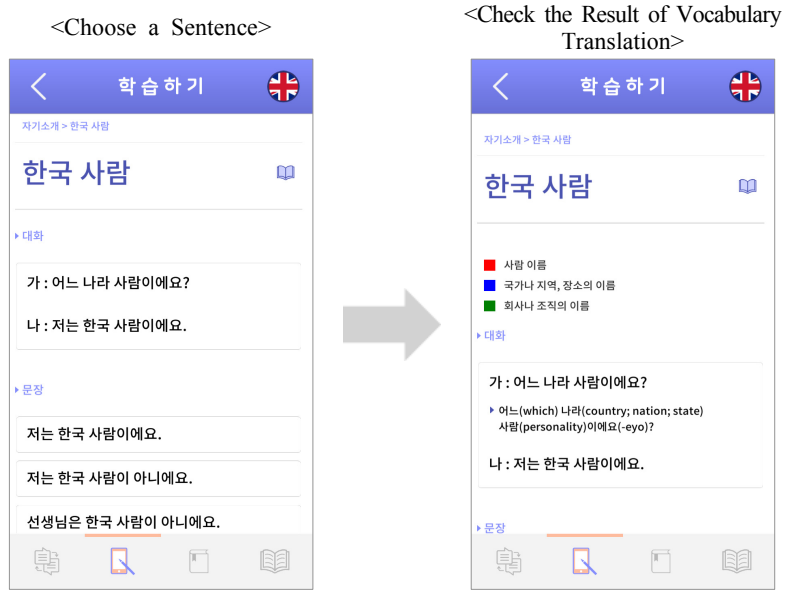 <Choose a Sentence>
학습하기
자기소개 > 한국 사람
한국 사람
대화
가 : 어느 나라 사람이에요?
나 : 저는 한국 사람이에요.
문장
저는 한국 사람이에요.
저는 한국 사람이 아니에요.
선생님은 한국 사람이 아니에요.
<Check the Result of Vocabulary
Translation>
학습하기
자기소개 > 한국 사람
한국 사람
사람 이름
국가나 지역, 장소의 이름
회사나 조직의 이름
대화
가 : 어느 나라 사람이에요?
어느(which) 나라(country; nation; state)
사람(personality)이에요(-eyo)?
나 : 저는 한국 사람이에요.
문장